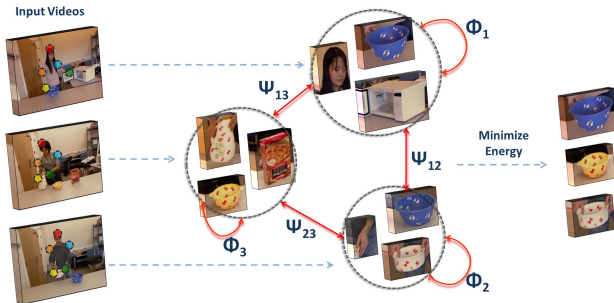 Input Videos
Φ1
Ψ13
Minimize
Energy
Ψ12
Ψ23
Φ3
Φ2